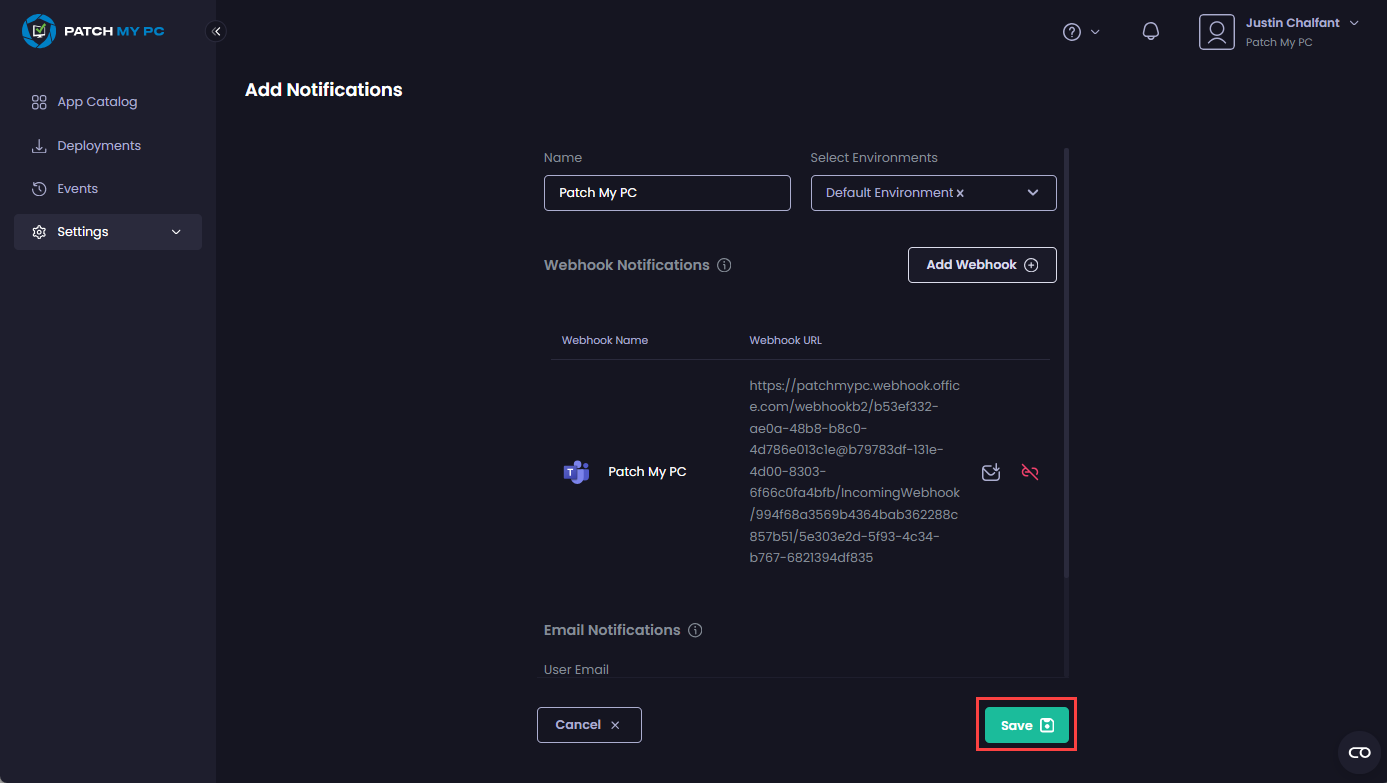 PATCH MY PC
Justin Chalfant
Patch My PC
Add Notifications
App Catalog
Deployments
Events
Settings
Name
Select Environments
Patch My PC
Default Environment x
Webhook Notifications
Add Webhook
Webhook Name
Webhook URL
T
Patch My PC
https://patchmypc.webhook.offic
e.com/webhookb2/b53ef332-
ae0a-48b8-b8c0-
4d786e013c1e@b79783df-131e-
4d00-8303-
6f66c0fa4bfb/IncomingWebhook
/994f68a3569b4364bab362288c
857b51/5e303e2d-5f93-4c34-
b767-6821394df835
Email Notifications
User Email
Cancel
Save